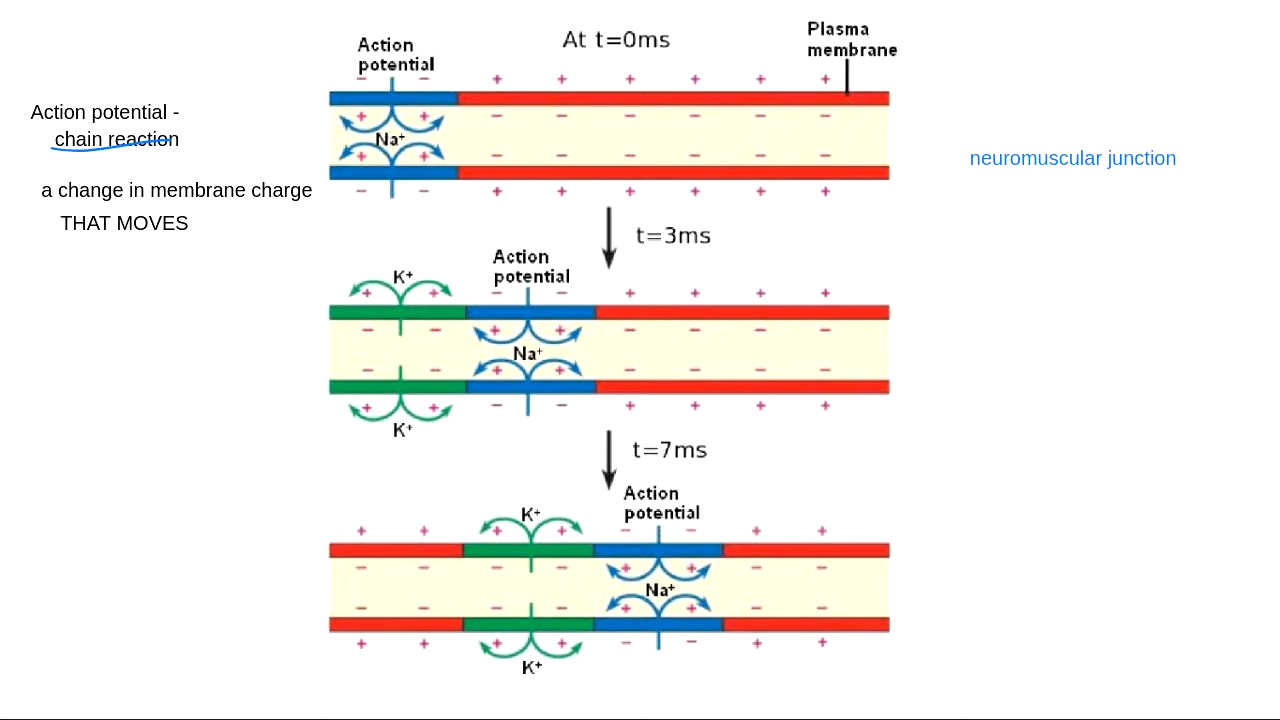 Plasma
membrane
At t=0ms
Action
potential
Action potential -
chain reaction
Na+
neuromuscular junction
a change in membrane charge
THAT MOVES
t=3ms
Action
potential
K+
Na+
K+
t=7ms
Action
potential
K+
Na+
K+